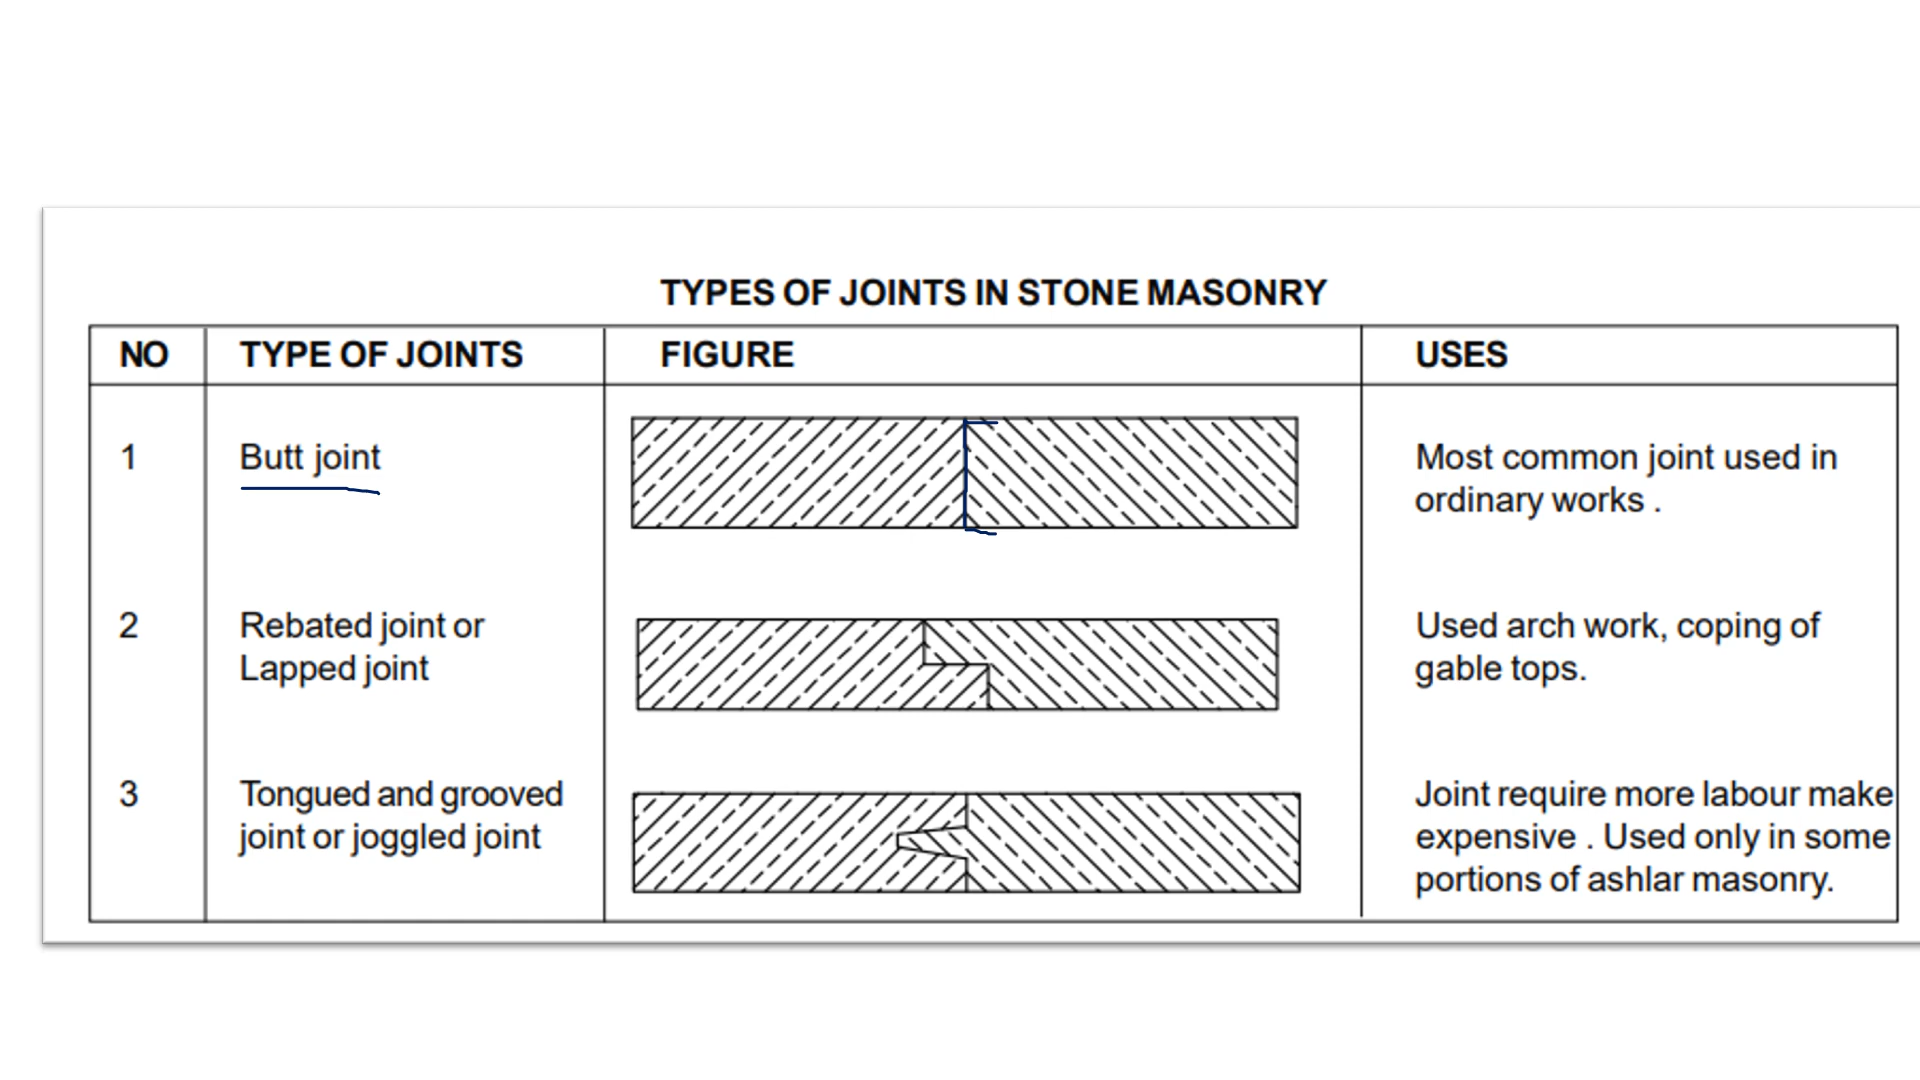 TYPES OF JOINTS IN STONE MASONRY
NO TYPE OF JOINTS FIGURE USES
1 Butt joint Most common joint used in
ordinary works .
2 Rebated joint or Used arch work, coping of
Lapped joint gable tops.
3 Tongued and grooved Joint require more labour make
joint or joggled joint expensive . Used only in some
portions of ashlar masonry.